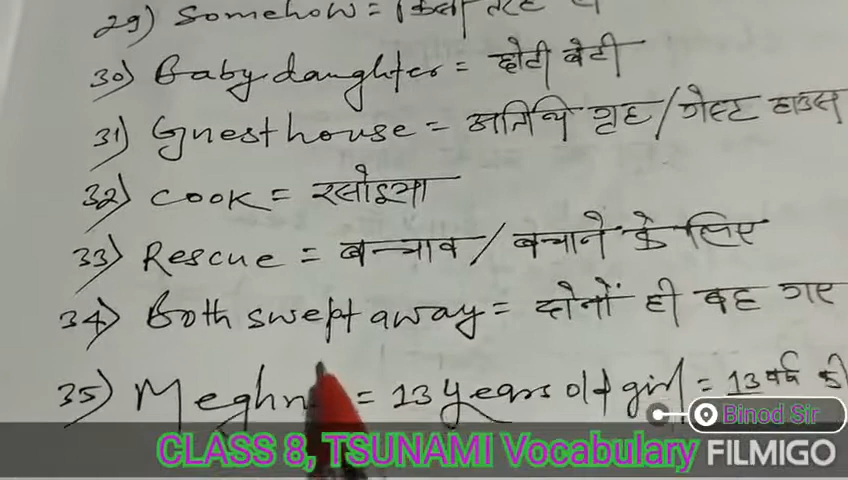 29) Somehow = किसी तरह से
30) Baby daughter = छोटी बेटी
31) Guest house = अतिथि गृह/गेस्ट हाउस
32) Cook = रसोइया
33) Rescue = बचाव / बचाने के लिए
34) Both swept away = दोनों ही बह गए
35) Meghn = 13 years old girl = 13 वर्ष की
Binod Sir
CLASS 8, TSUNAMI Vocabulary
FILMIGO